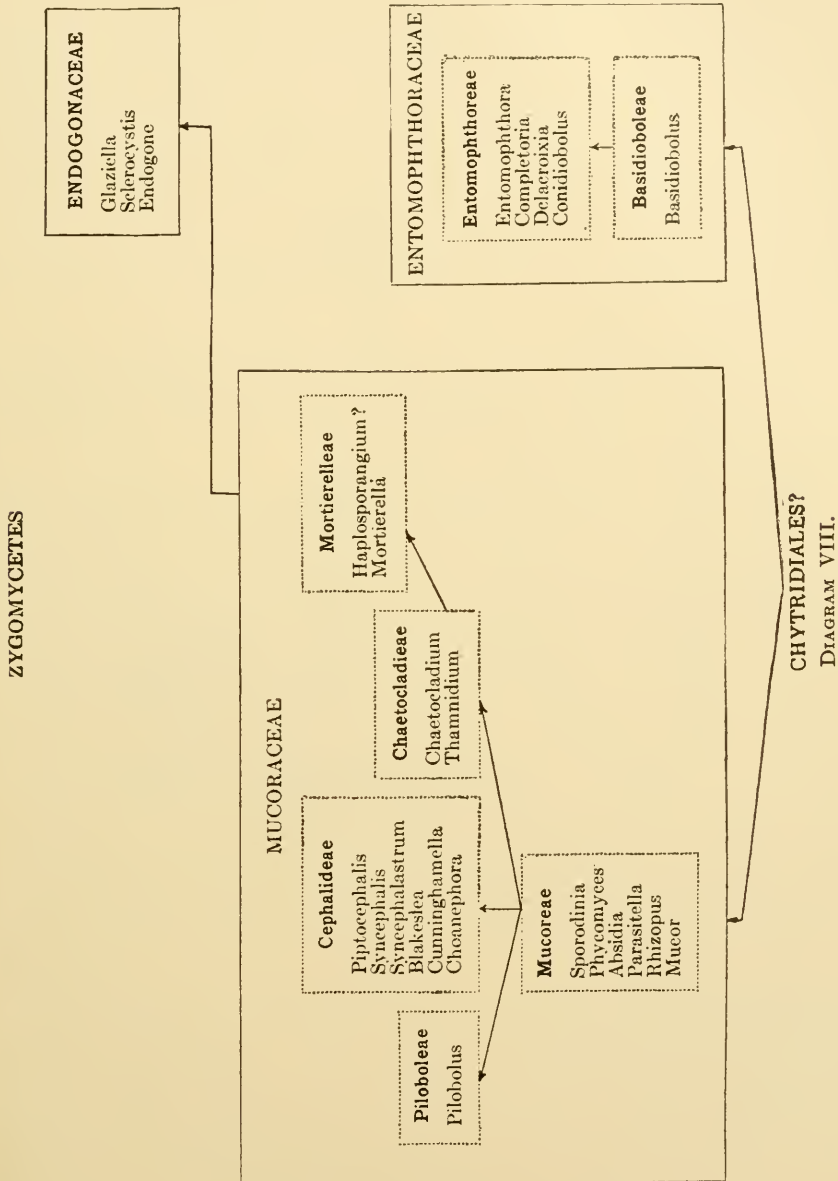 ZYGOMYCETES
ENDOGONACEAE
Glaziella
Sclerocystis
Endogone
MUCORACEAE
Mortierelleae
Haplosporangium?
Mortierella
Chaetocladieae
Chaetocladium
Thamnidium
Cephalideae
Piptocephalis
Syncephalis
Syncephalastrum
Blakeslea
Cunninghamella
Choanephora
Piloboleae
Pilobolus
Mucoreae
Sporodinia
Phycomyces
Absidia
Parasitella
Rhizopus
Mucor
ENTOMOPHTHORACEAE
Entomophthoreae
Entomophthora
Completoria
Delacroixia
Conidiobolus
Basidioboleae
Basidiobolus
CHYTRIDIALES?
DIAGRAM VIII.